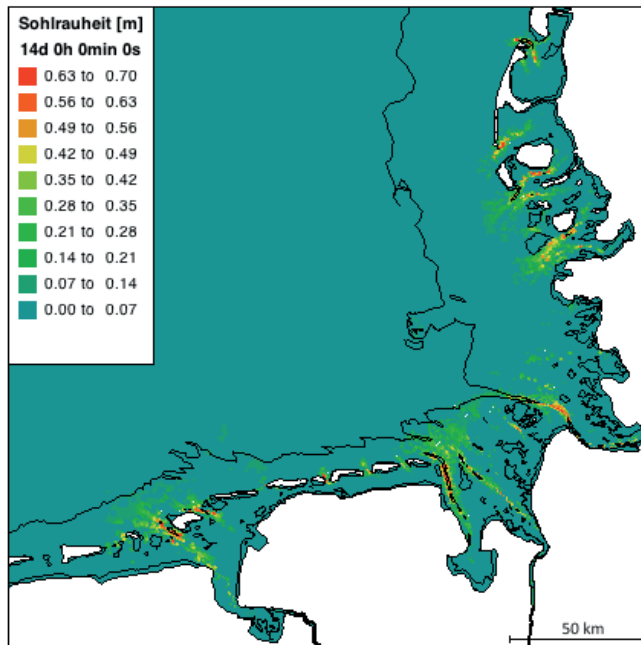 Sohlrauheit [m]
14d 0h 0min 0s
0.63 to 0.70
0.56 to 0.63
0.49 to 0.56
0.42 to 0.49
0.35 to 0.42
0.28 to 0.35
0.21 to 0.28
0.14 to 0.21
0.07 to 0.14
0.00 to 0.07
50 km